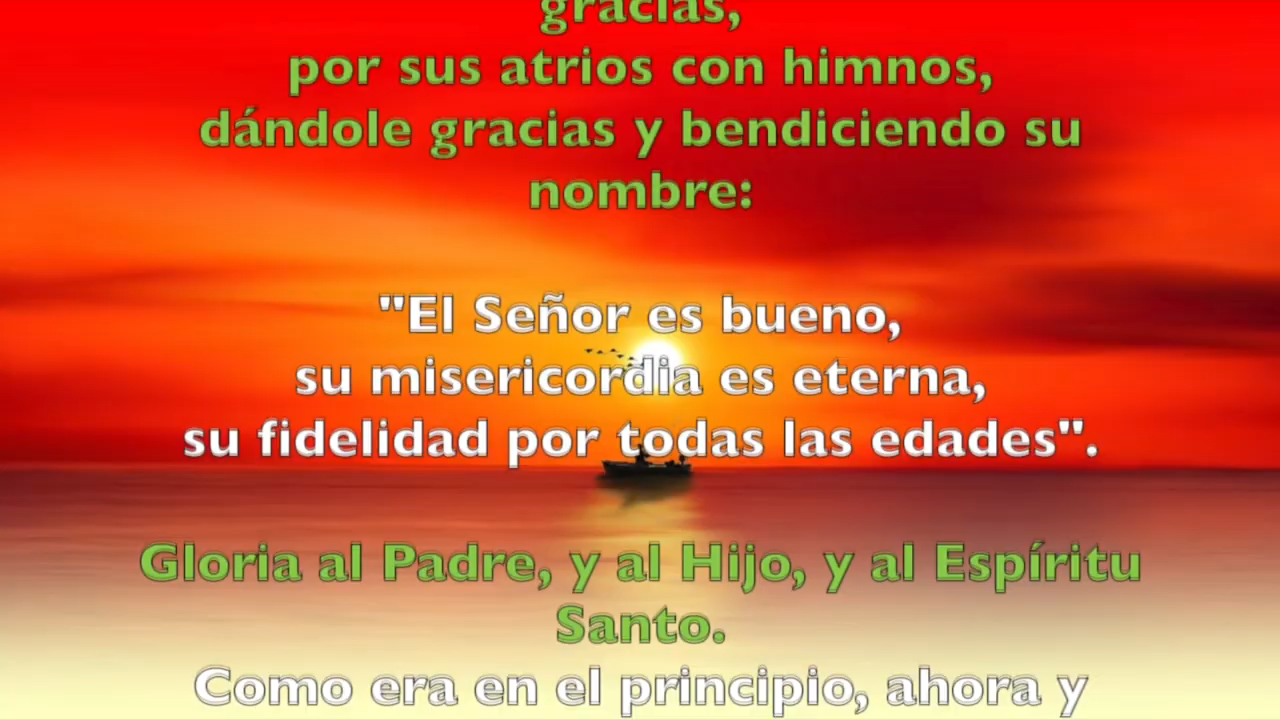 gracias,
por sus atrios con himnos,
dándole gracias y bendiciendo su
nombre:
"El Señor es bueno,
su misericordia es eterna,
su fidelidad por todas las edades".
Gloria al Padre, y al Hijo, y al Espíritu
Santo.
Como era en el principio, ahora y